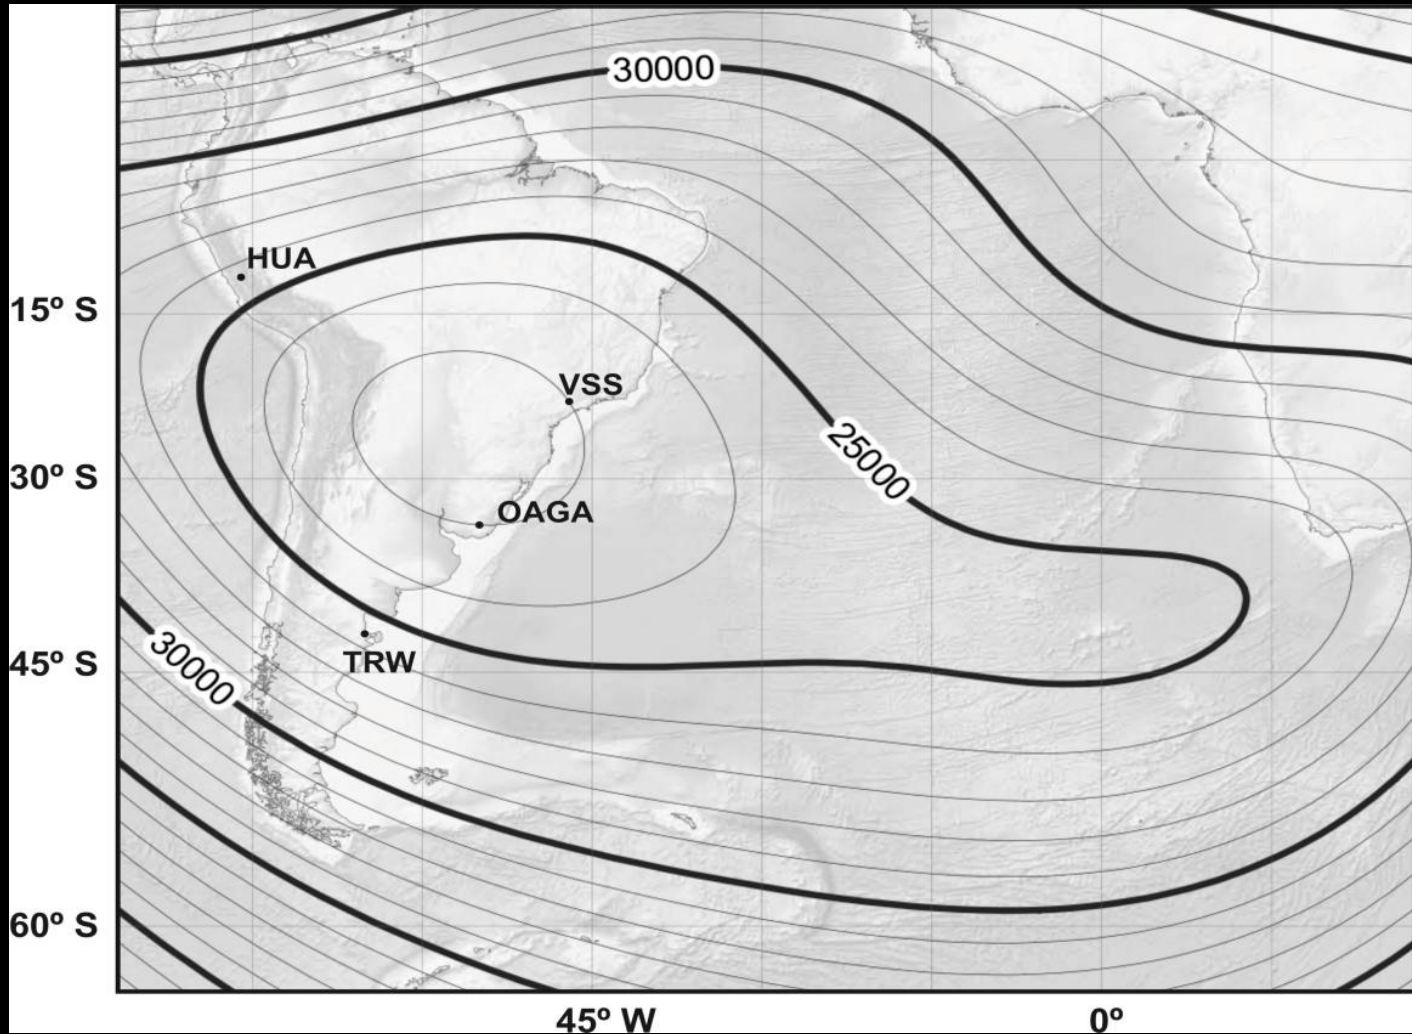 30000
HUA
15º S
VSS
25000
30º S
OAGA
30000
45º S
TRW
60º S
45º W
0º